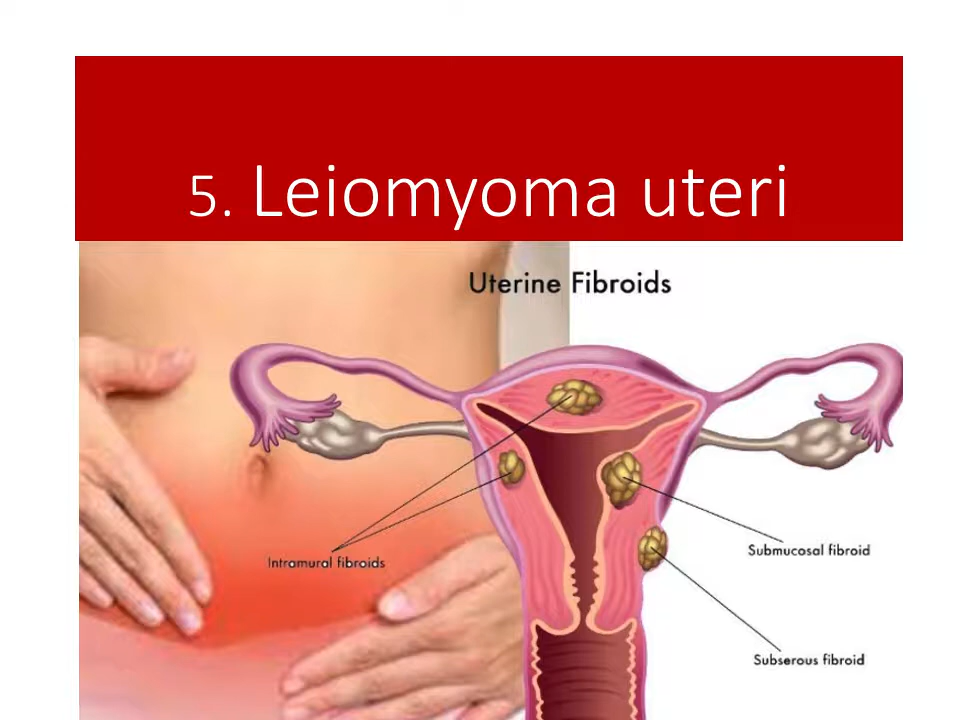 5. Leiomyoma uteri
Uterine Fibroids
Intramural fibroids
Submucosal fibroid
Subserous fibroid